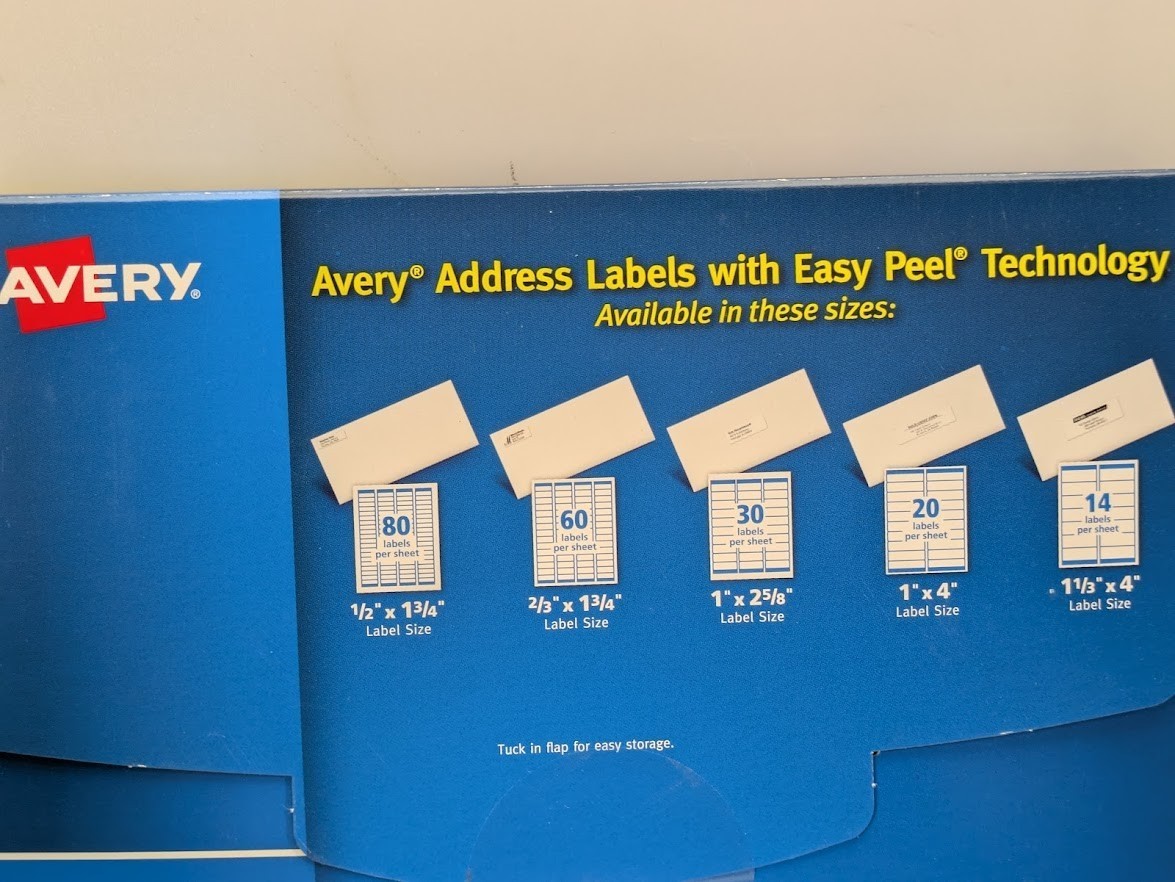 AVERY®
Avery® Address Labels with Easy Peel® Technology
Available in these sizes:
80
labels
per sheet
1/2" x 1 3/4"
Label Size
60
labels
per sheet
2/3" x 1 3/4"
Label Size
30
labels
per sheet
1" x 2 5/8"
Label Size
20
labels
per sheet
1" x 4"
Label Size
14
labels
per sheet
1 1/3" x 4"
Label Size
Tuck in flap for easy storage.